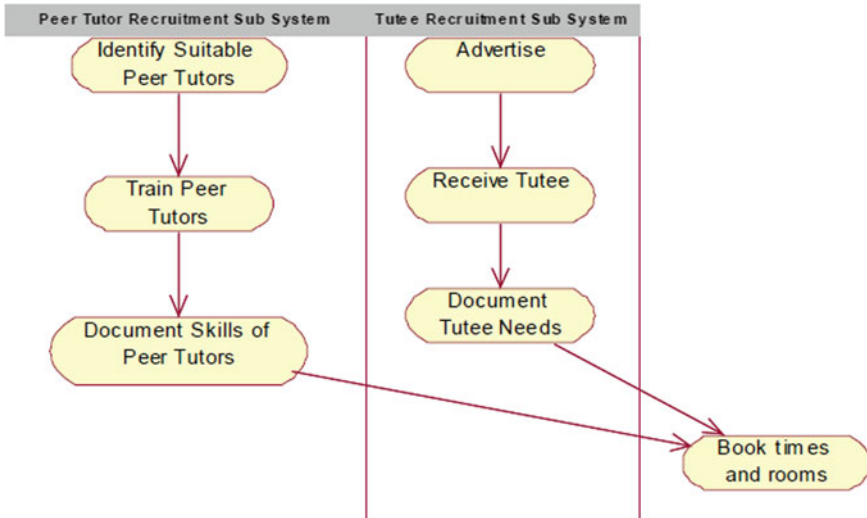 Peer Tutor Recruitment Sub System
Tutee Recruitment Sub System
Identify Suitable
Peer Tutors
Advertise
Train Peer
Tutors
Receive Tutee
Document Skills of
Peer Tutors
Document
Tutee Needs
Book times
and rooms